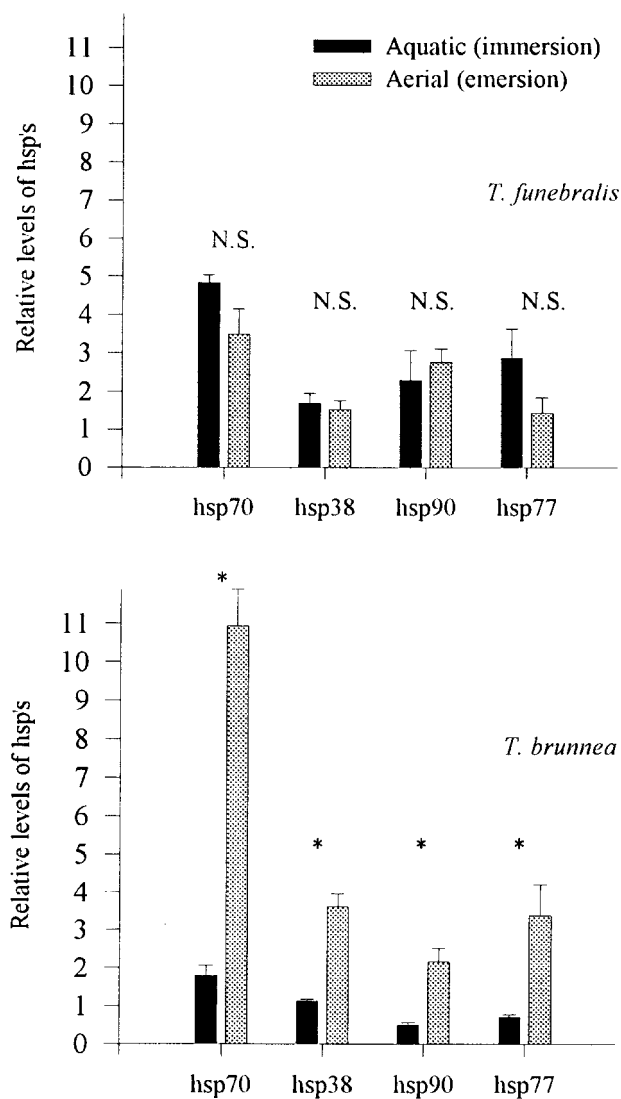 11
10
9
8
7
6
5
4
3
2
1
0
Relative levels of hsp's
Aquatic (immersion)
Aerial (emersion)
T. funebralis
N.S.
N.S. N.S. N.S.
hsp70 hsp38 hsp90 hsp77
11
10
9
8
7
6
5
4
3
2
1
0
Relative levels of hsp's
*
T. brunnea
* * *
hsp70 hsp38 hsp90 hsp77